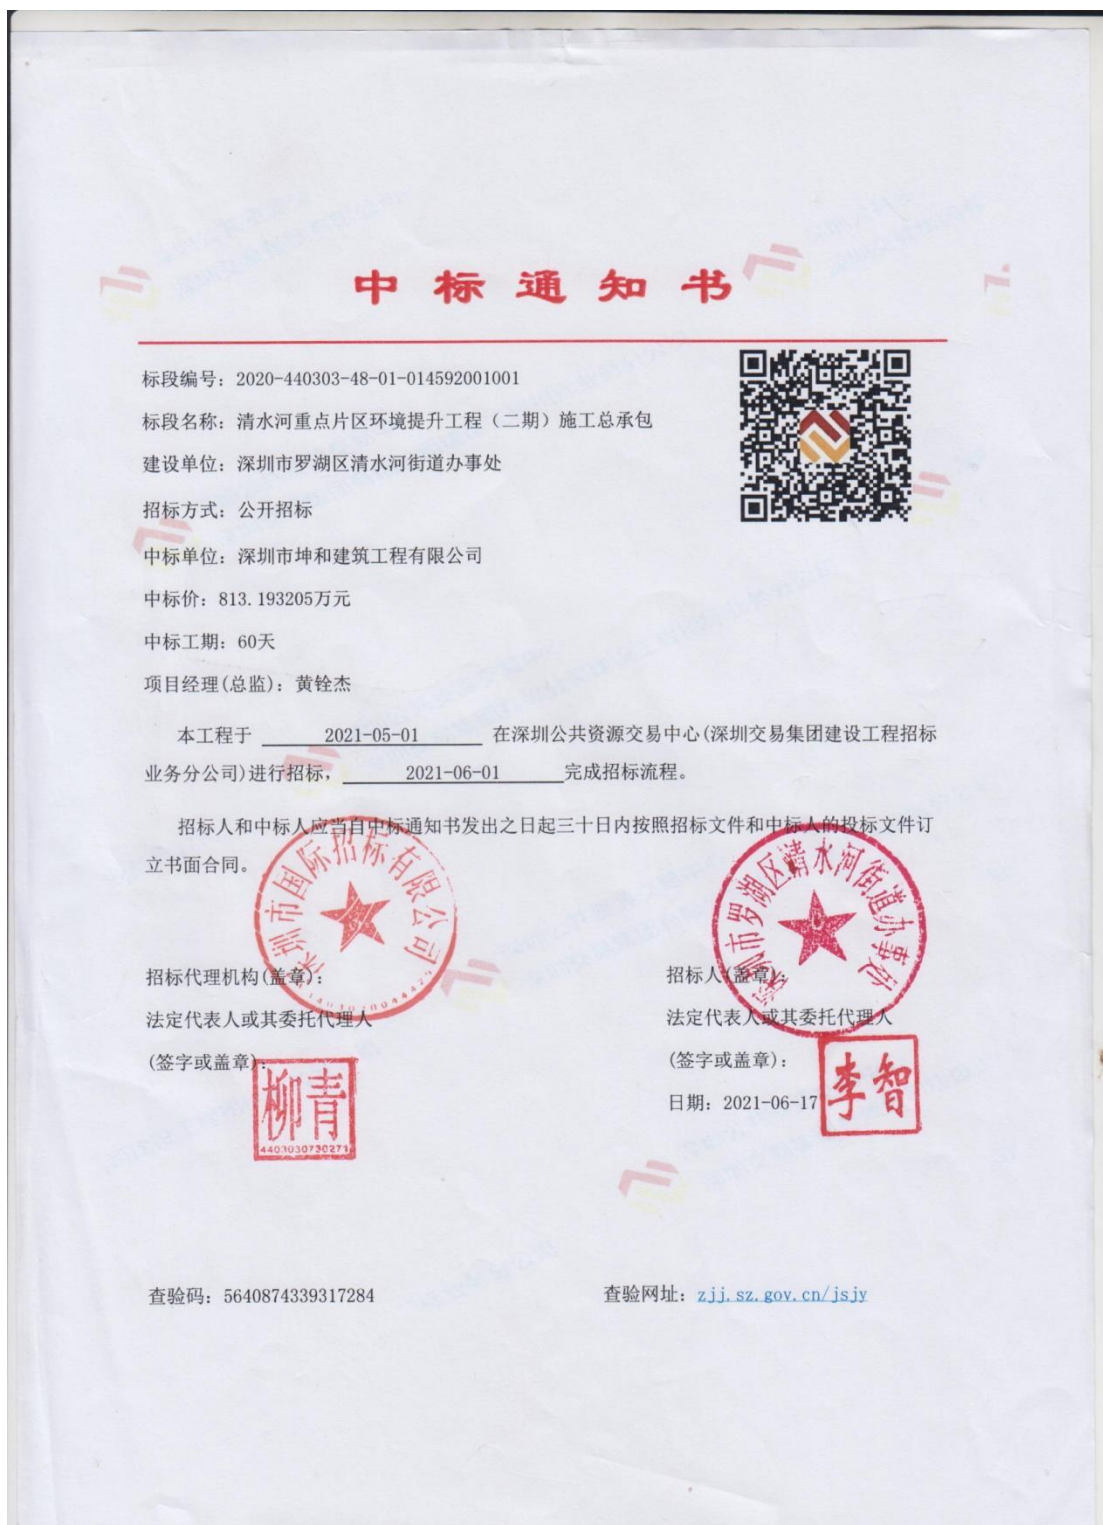 中标通知书
标段编号：2020-440303-48-01-014592001001
标段名称：清水河重点片区环境提升工程（二期）施工总承包
建设单位：深圳市罗湖区清水河街道办事处
招标方式：公开招标
中标单位：深圳市坤和建筑工程有限公司
中标价：813.193205万元
中标工期：60天
项目经理(总监)：黄铨杰
本工程于 2021-05-01 在深圳公共资源交易中心(深圳交易集团建设工程招标
业务分公司)进行招标， 2021-06-01 完成招标流程。
招标人和中标人应当自中标通知书发出之日起三十日内按照招标文件和中标人的投标文件订
立书面合同。
深圳市国际招标有限公司
深圳市罗湖区清水河街道办事处
招标代理机构(盖章)：
招标人(盖章)：
法定代表人或其委托代理人
法定代表人或其委托代理人
(签字或盖章)：
(签字或盖章)：
柳青
4403030730271
李智
日期：2021-06-17
查验码：5640874339317284
查验网址：zjj.sz.gov.cn/jsjy